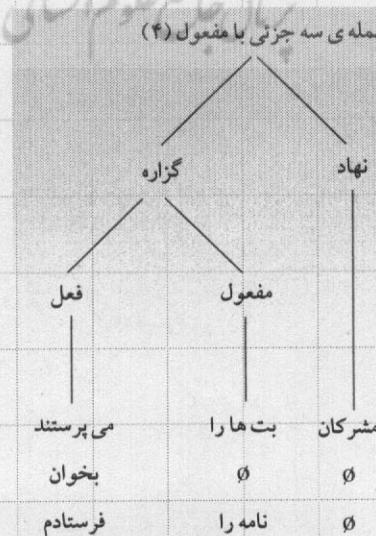 جمله ی سه جزئی با مفعول (۴)
نهاد گزاره
مفعول فعل
مشرکان بت ها را می پرستند
Ø Ø بخوان
Ø نامه را فرستادم